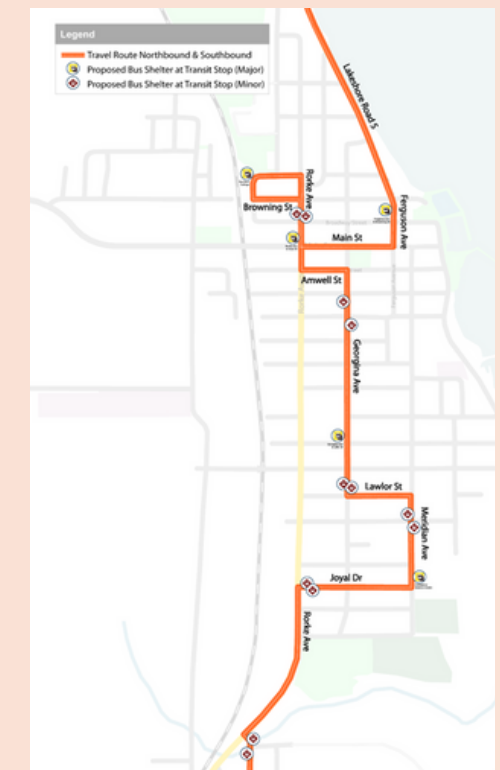 Legend
Travel Route Northbound & Southbound
Proposed Bus Shelter at Transit Stop (Major)
Proposed Bus Shelter at Transit Stop (Minor)
Lakeshore Road S
Rorke Ave
Browning St
Ferguson Ave
Main St
Amwell St
Georgina Ave
Lawlor St
Meridian Ave
Joyal Dr
Rorke Ave